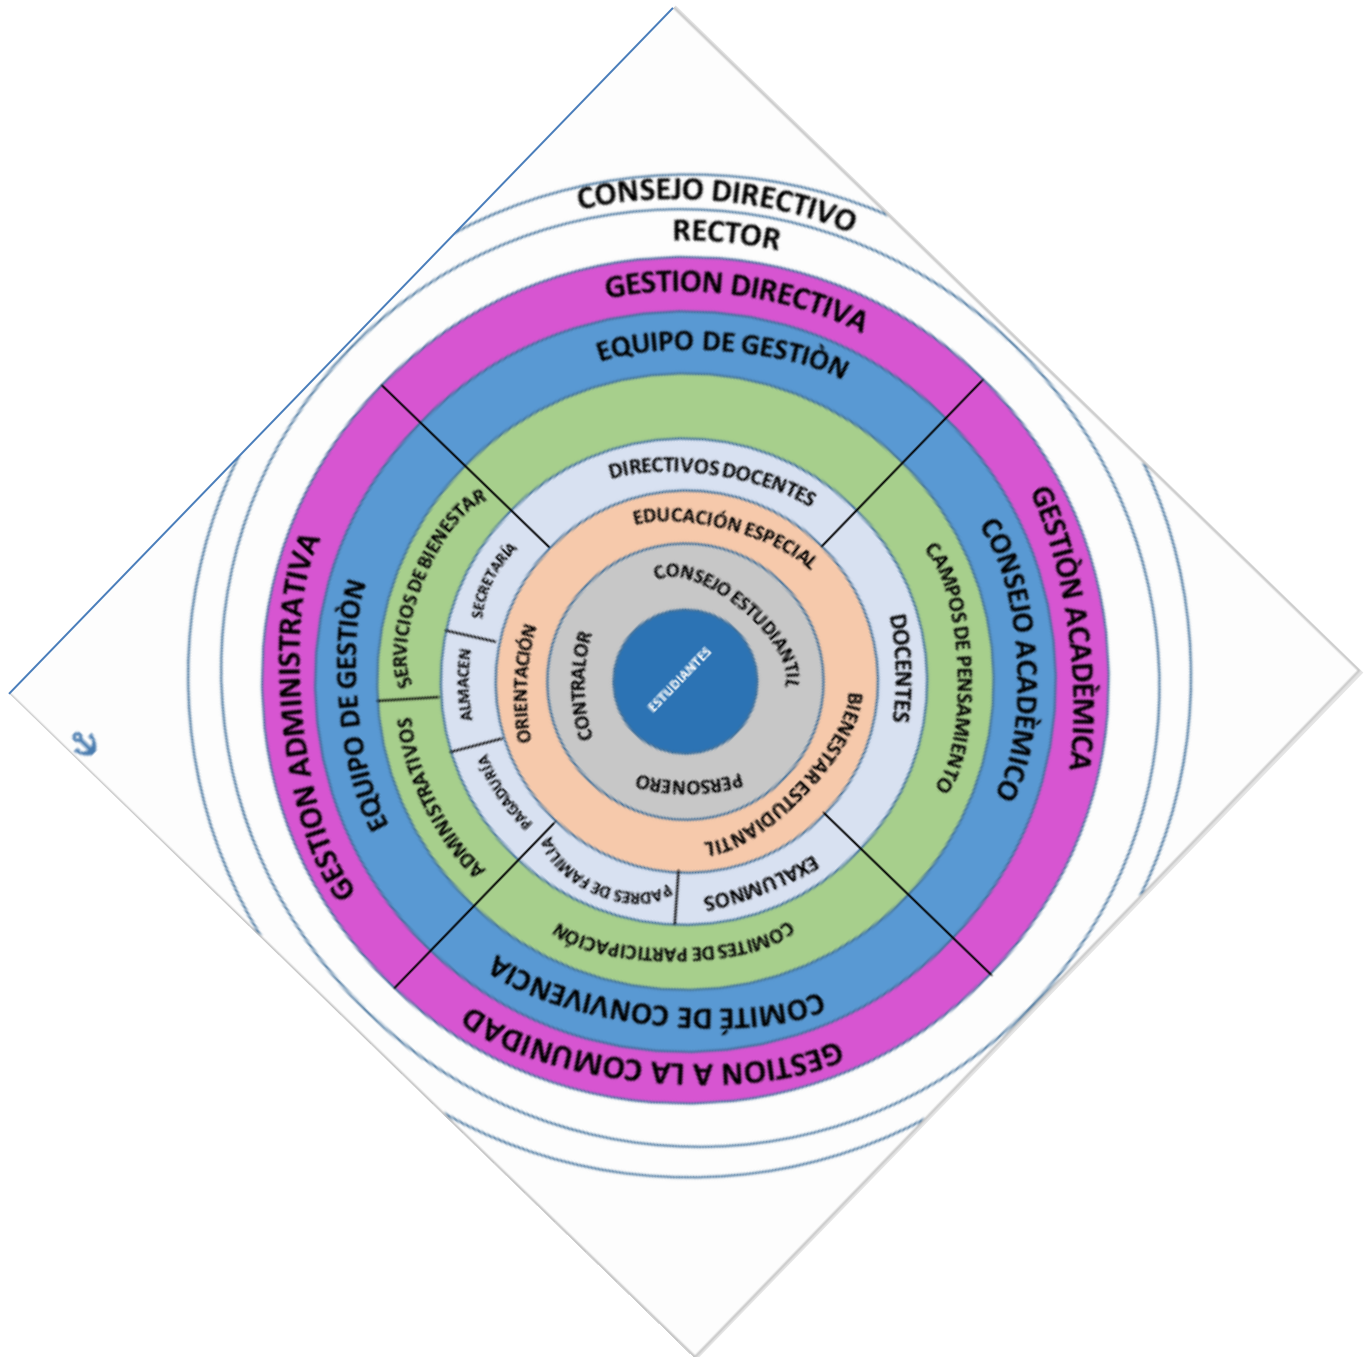 CONSEJO DIRECTIVO
RECTOR
GESTION DIRECTIVA
EQUIPO DE GESTIÒN
DIRECTIVOS DOCENTES
EDUCACIÓN ESPECIAL
CONSEJO ESTUDIANTIL
CONTRALOR
PERSONERO
ESTUDIANTES
ORIENTACIÓN
BIENESTAR ESTUDIANTIL
GESTIÒN ACADÈMICA
CONSEJO ACADÈMICO
CAMPOS DE PENSAMIENTO
DOCENTES
GESTION A LA COMUNIDAD
COMITÉ DE CONVIVENCIA
COMITES DE PARTICIPACIÓN
EXALUMNOS
PADRES DE FAMILIA
GESTION ADMINISTRATIVA
EQUIPO DE GESTIÒN
SERVICIOS DE BIENESTAR
ADMINISTRATIVOS
SECRETARÍA
ALMACEN
PAGADURÍA